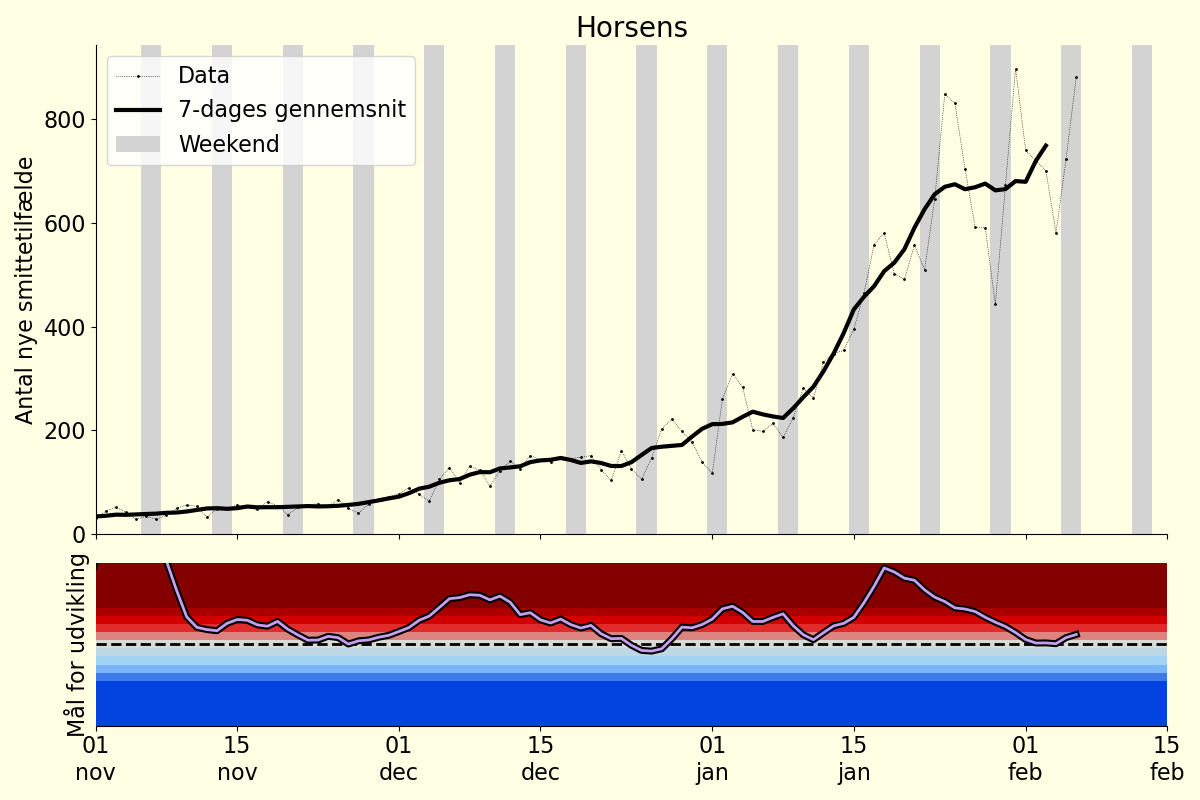 Horsens
Data
7-dages gennemsnit
Weekend
Antal nye smittetilfælde
800
600
400
200
0
Mål for udvikling
01 15 01 15 01 15 01 15
nov nov dec dec jan jan feb feb